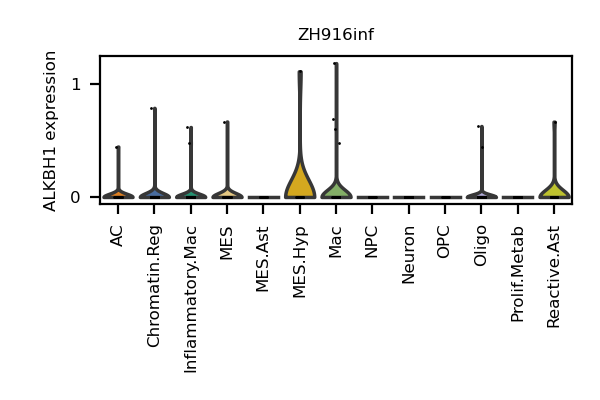 ZH916inf
ALKBH1 expression
1
0
AC
Chromatin.Reg
Inflammatory.Mac
MES
MES.Ast
MES.Hyp
Mac
NPC
Neuron
OPC
Oligo
Prolif.Metab
Reactive.Ast